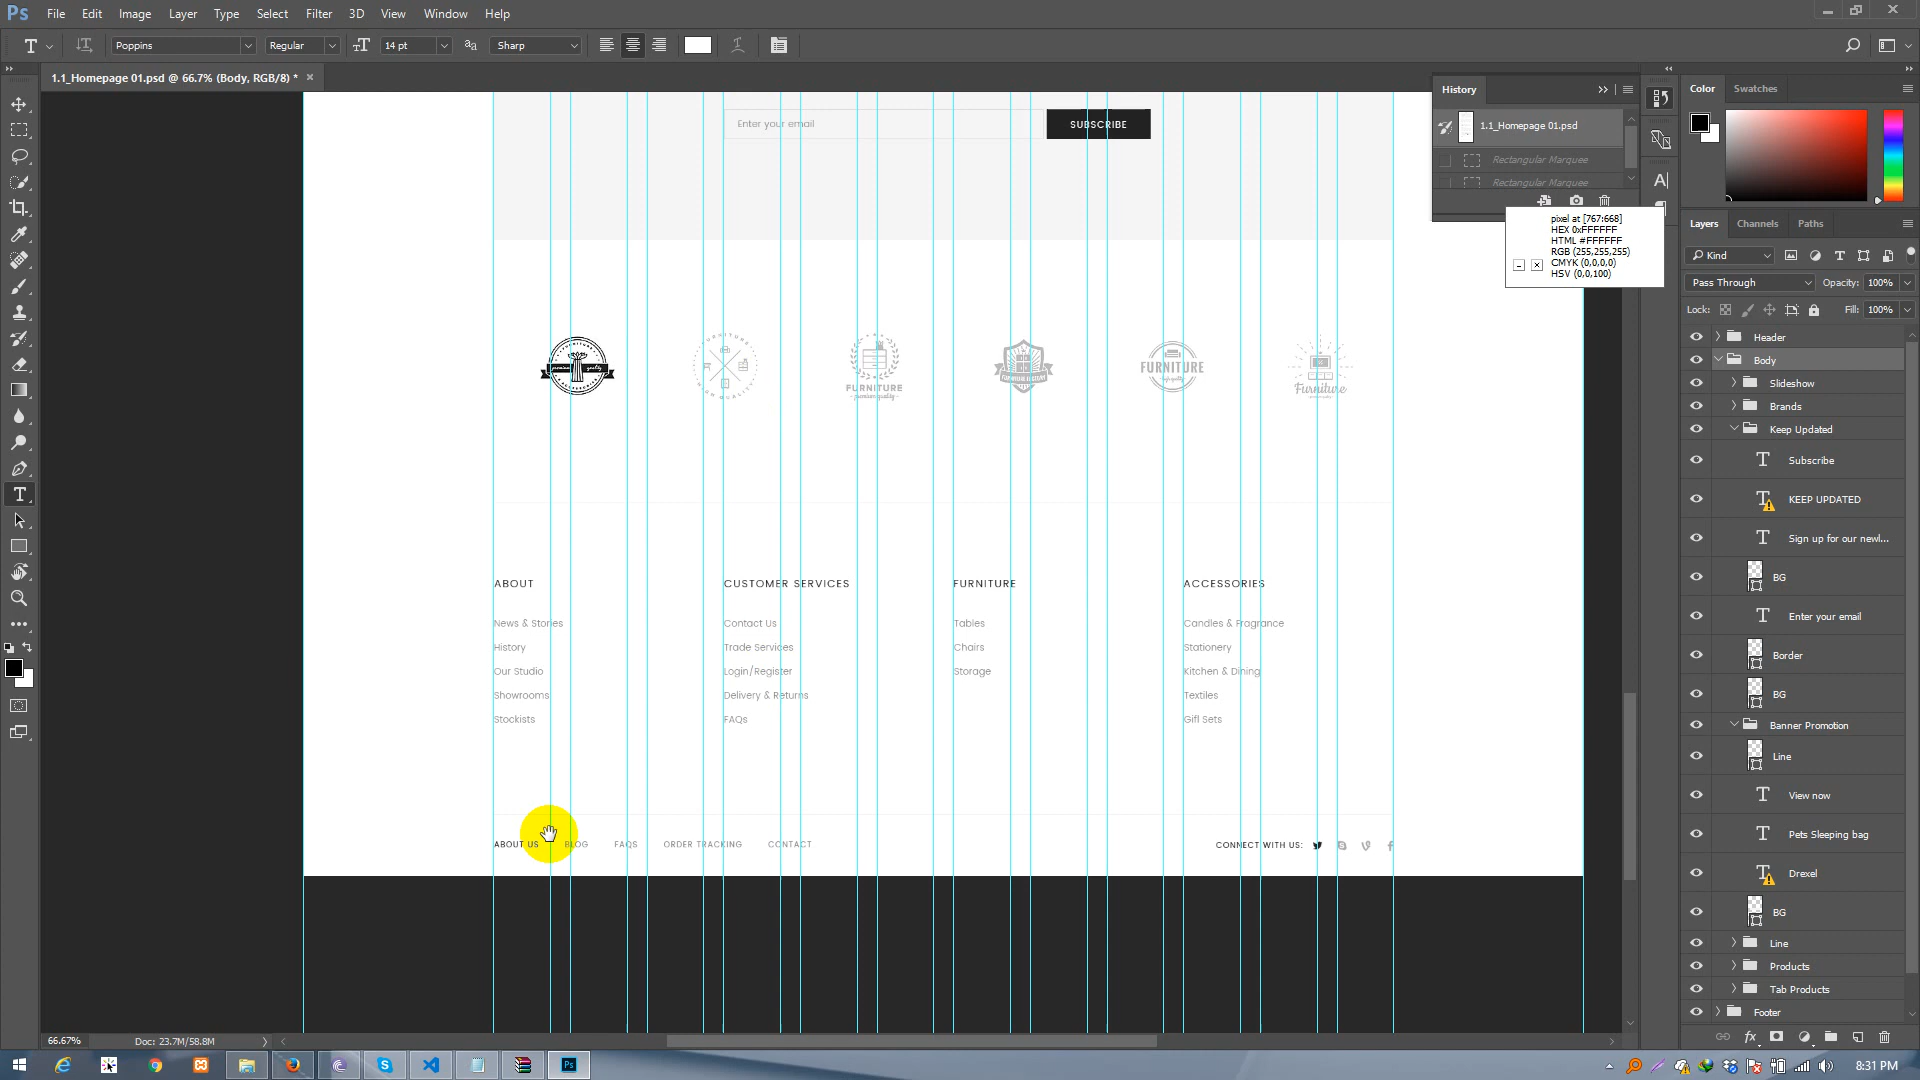 Ps File Edit Image Layer Type Select Filter 3D View Window Help
T Poppins Regular 14 pt Sharp
1.1_Homepage 01.psd @ 66.7% (Body, RGB/8) * ×
Enter your email SUBSCRIBE
FURNITURE
premium quality
FURNITURE
FURNITURE
Furniture
ABOUT CUSTOMER SERVICES FURNITURE ACCESSORIES
News & Stories Contact Us Tables Candles & Fragrance
History Trade Services Chairs Stationery
Our Studio Login/Register Storage Kitchen & Dining
Showrooms Delivery & Returns Textiles
Stockists FAQs Gift Sets
ABOUT US BLOG FAQS ORDER TRACKING CONTACT CONNECT WITH US:
History
1.1_Homepage 01.psd
Rectangular Marquee
Rectangular Marquee
pixel at [767:668]
HEX 0xFFFFFF
HTML #FFFFFF
RGB (255,255,255)
CMYK (0,0,0,0)
HSV (0,0,100)
Color Swatches
Layers Channels Paths
Kind
Pass Through Opacity: 100%
Lock: Fill: 100%
Header
Body
Slideshow
Brands
Keep Updated
Subscribe
KEEP UPDATED
Sign up for our newl...
BG
Enter your email
Border
BG
Banner Promotion
Line
View now
Pets Sleeping bag
Drexel
BG
Line
Products
Tab Products
Footer
66.67% Doc: 23.7M/58.8M
8:31 PM